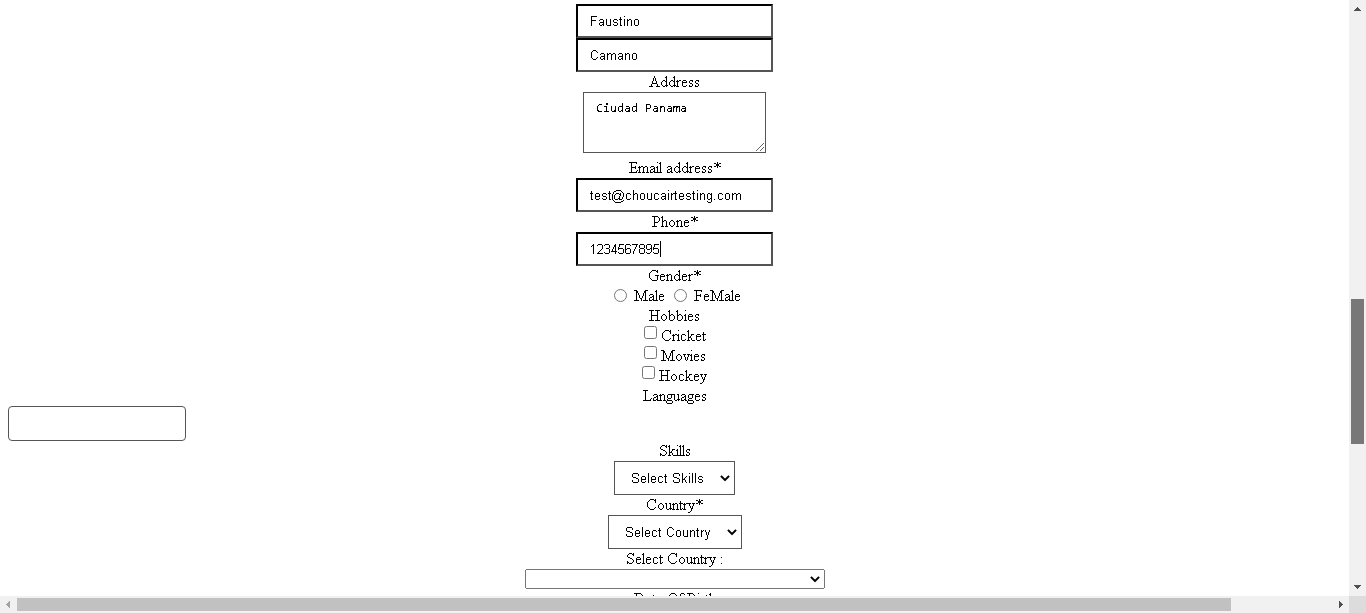 Faustino
Camano
Address
Ciudad Panama
Email address*
test@choucairtesting.com
Phone*
1234567895
Gender*
Male FeMale
Hobbies
Cricket
Movies
Hockey
Languages
Skills
Select Skills
Country*
Select Country
Select Country :